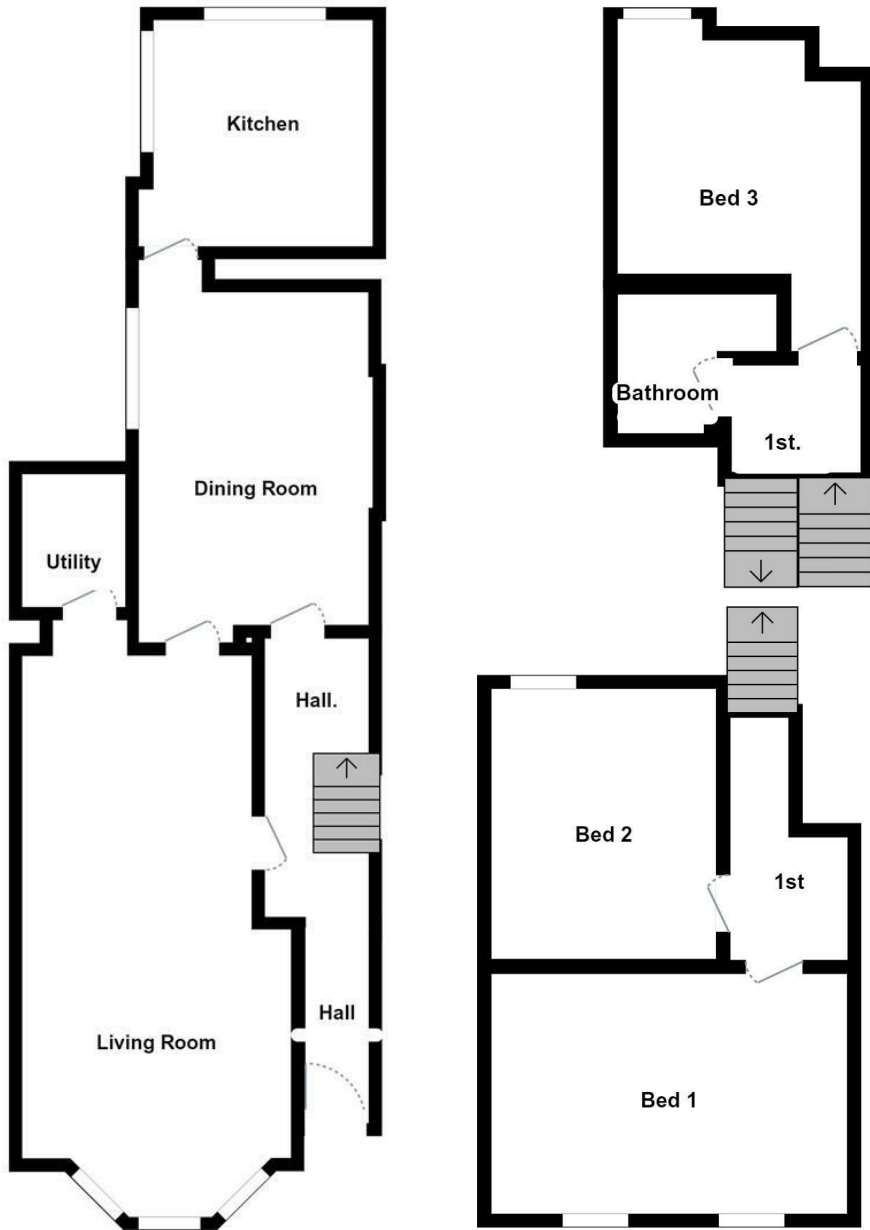 Kitchen
Dining Room
Utility
Hall.
Hall
Living Room
Bed 3
Bathroom
1st.
Bed 2
1st
Bed 1